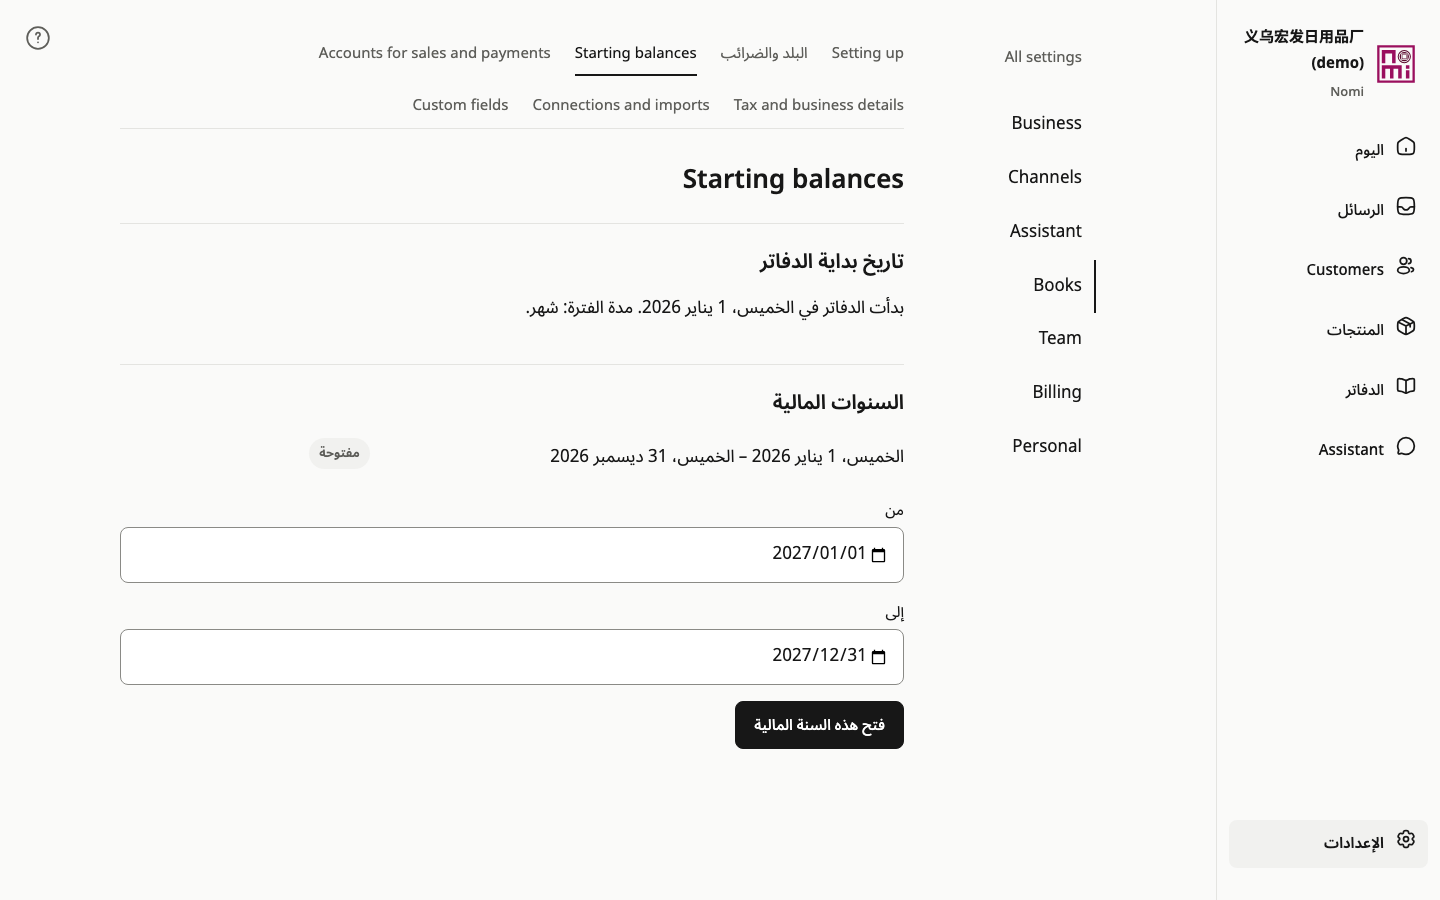 义乌宏发日用品厂
(demo)
Nomi
اليوم
الرسائل
Customers
المنتجات
الدفاتر
Assistant
الإعدادات
All settings
Business
Channels
Assistant
Books
Team
Billing
Personal
Setting up
البلد والضرائب
Starting balances
Accounts for sales and payments
Tax and business details
Connections and imports
Custom fields
Starting balances
تاريخ بداية الدفاتر
بدأت الدفاتر في الخميس، 1 يناير 2026. مدة الفترة: شهر.
السنوات المالية
الخميس، 1 يناير 2026 – الخميس، 31 ديسمبر 2026
مفتوحة
من
2027/01/01
إلى
2027/12/31
فتح هذه السنة المالية